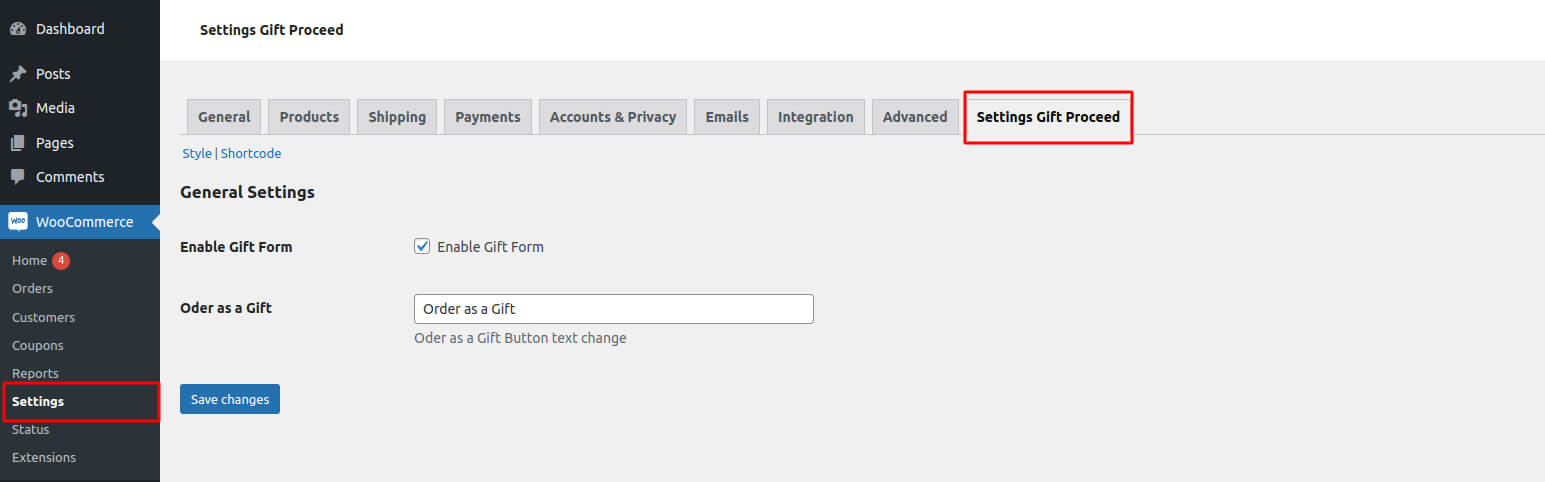 Dashboard
Posts
Media
Pages
Comments
Woo WooCommerce
Home 4
Orders
Customers
Coupons
Reports
Settings
Status
Extensions
Settings Gift Proceed
General Products Shipping Payments Accounts & Privacy Emails Integration Advanced Settings Gift Proceed
Style | Shortcode
General Settings
Enable Gift Form Enable Gift Form
Oder as a Gift Order as a Gift
Oder as a Gift Button text change
Save changes